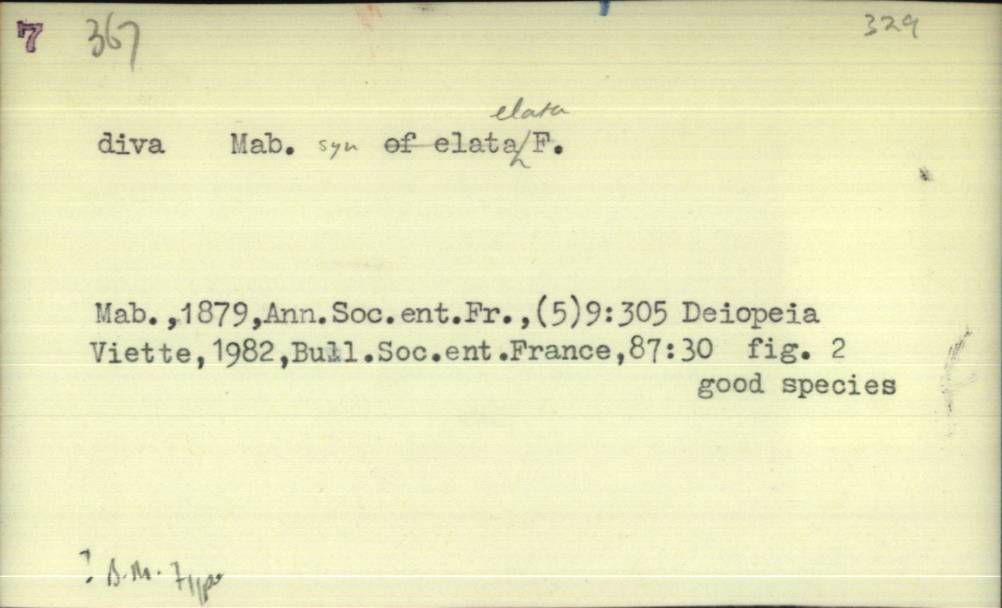 7 367 329
elata
diva Mab. syn of elata F.
Mab.,1879,Ann.Soc.ent.Fr.,(5)9:305 Deiopeia
Viette,1982,Bull.Soc.ent.France,87:30 fig. 2
good species
? B.M. Type